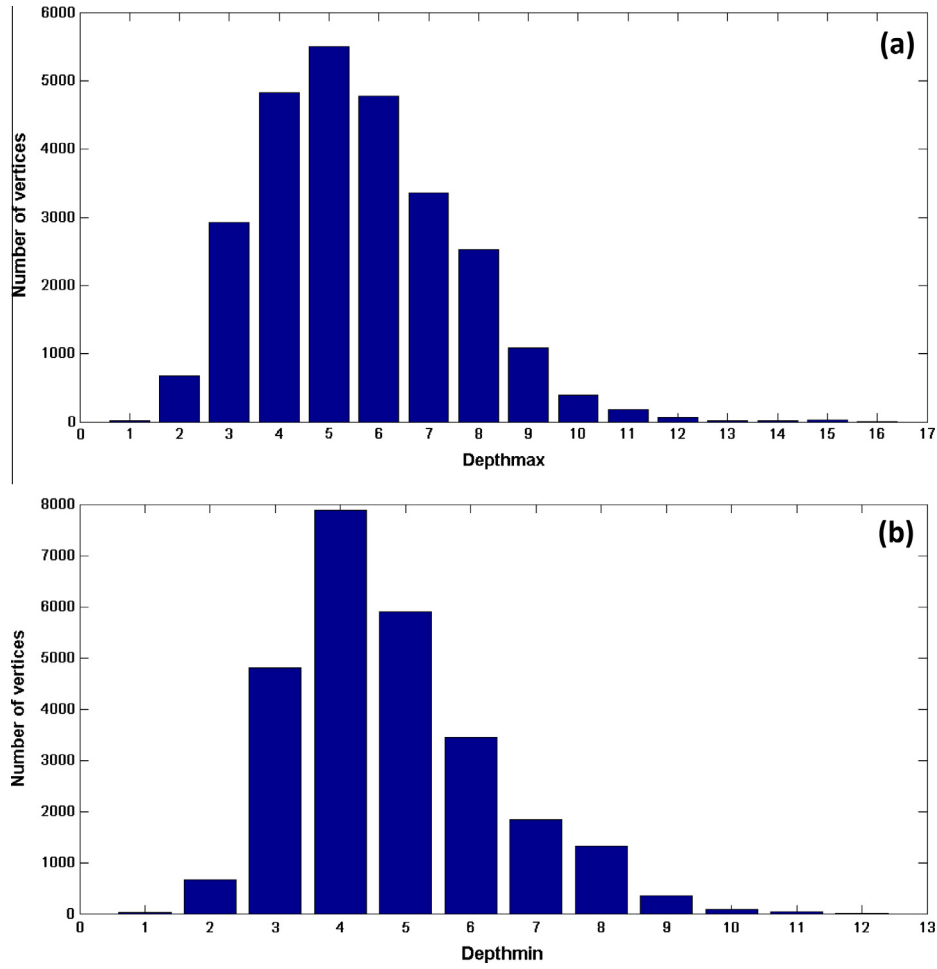 (a)
6000
5000
4000
3000
2000
1000
0
Number of vertices
0 1 2 3 4 5 6 7 8 9 10 11 12 13 14 15 16 17
Depthmax
(b)
8000
7000
6000
5000
4000
3000
2000
1000
0
Number of vertices
0 1 2 3 4 5 6 7 8 9 10 11 12 13
Depthmin